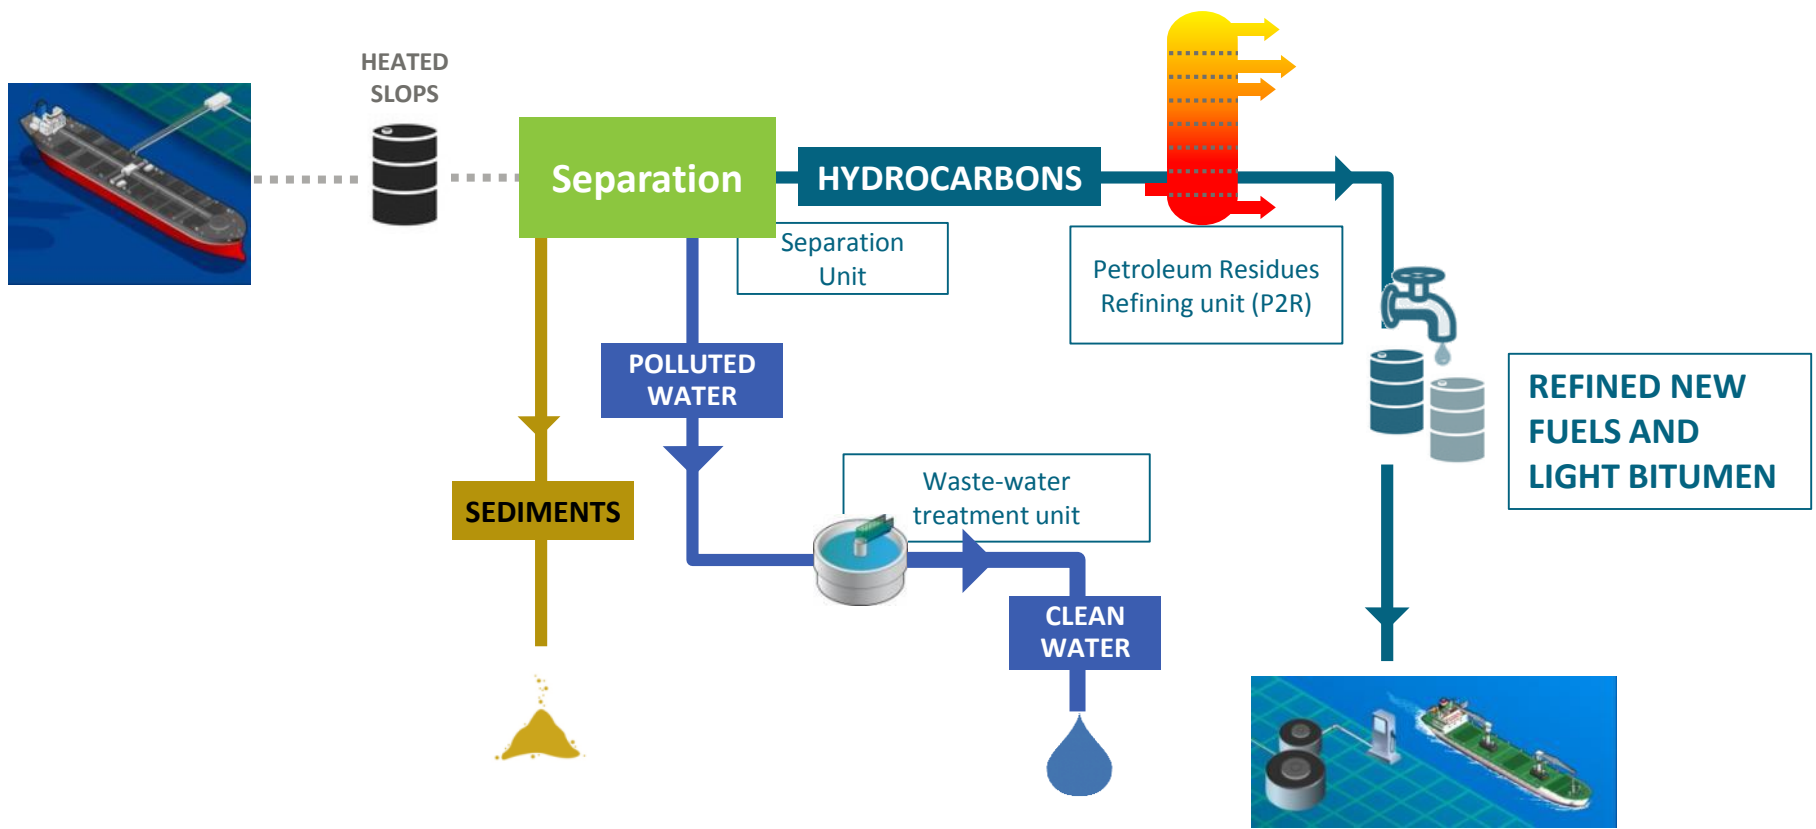 HEATED
SLOPS
Separation
HYDROCARBONS
Separation
Unit
Petroleum Residues
Refining unit (P2R)
POLLUTED
WATER
REFINED NEW
FUELS AND
LIGHT BITUMEN
Waste-water
treatment unit
SEDIMENTS
CLEAN
WATER